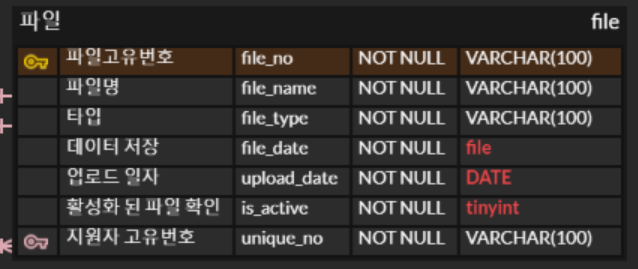 파일 file
파일고유번호 file_no NOT NULL VARCHAR(100)
파일명 file_name NOT NULL VARCHAR(100)
타입 file_type NOT NULL VARCHAR(100)
데이터 저장 file_date NOT NULL file
업로드 일자 upload_date NOT NULL DATE
활성화 된 파일 확인 is_active NOT NULL tinyint
지원자 고유번호 unique_no NOT NULL VARCHAR(100)